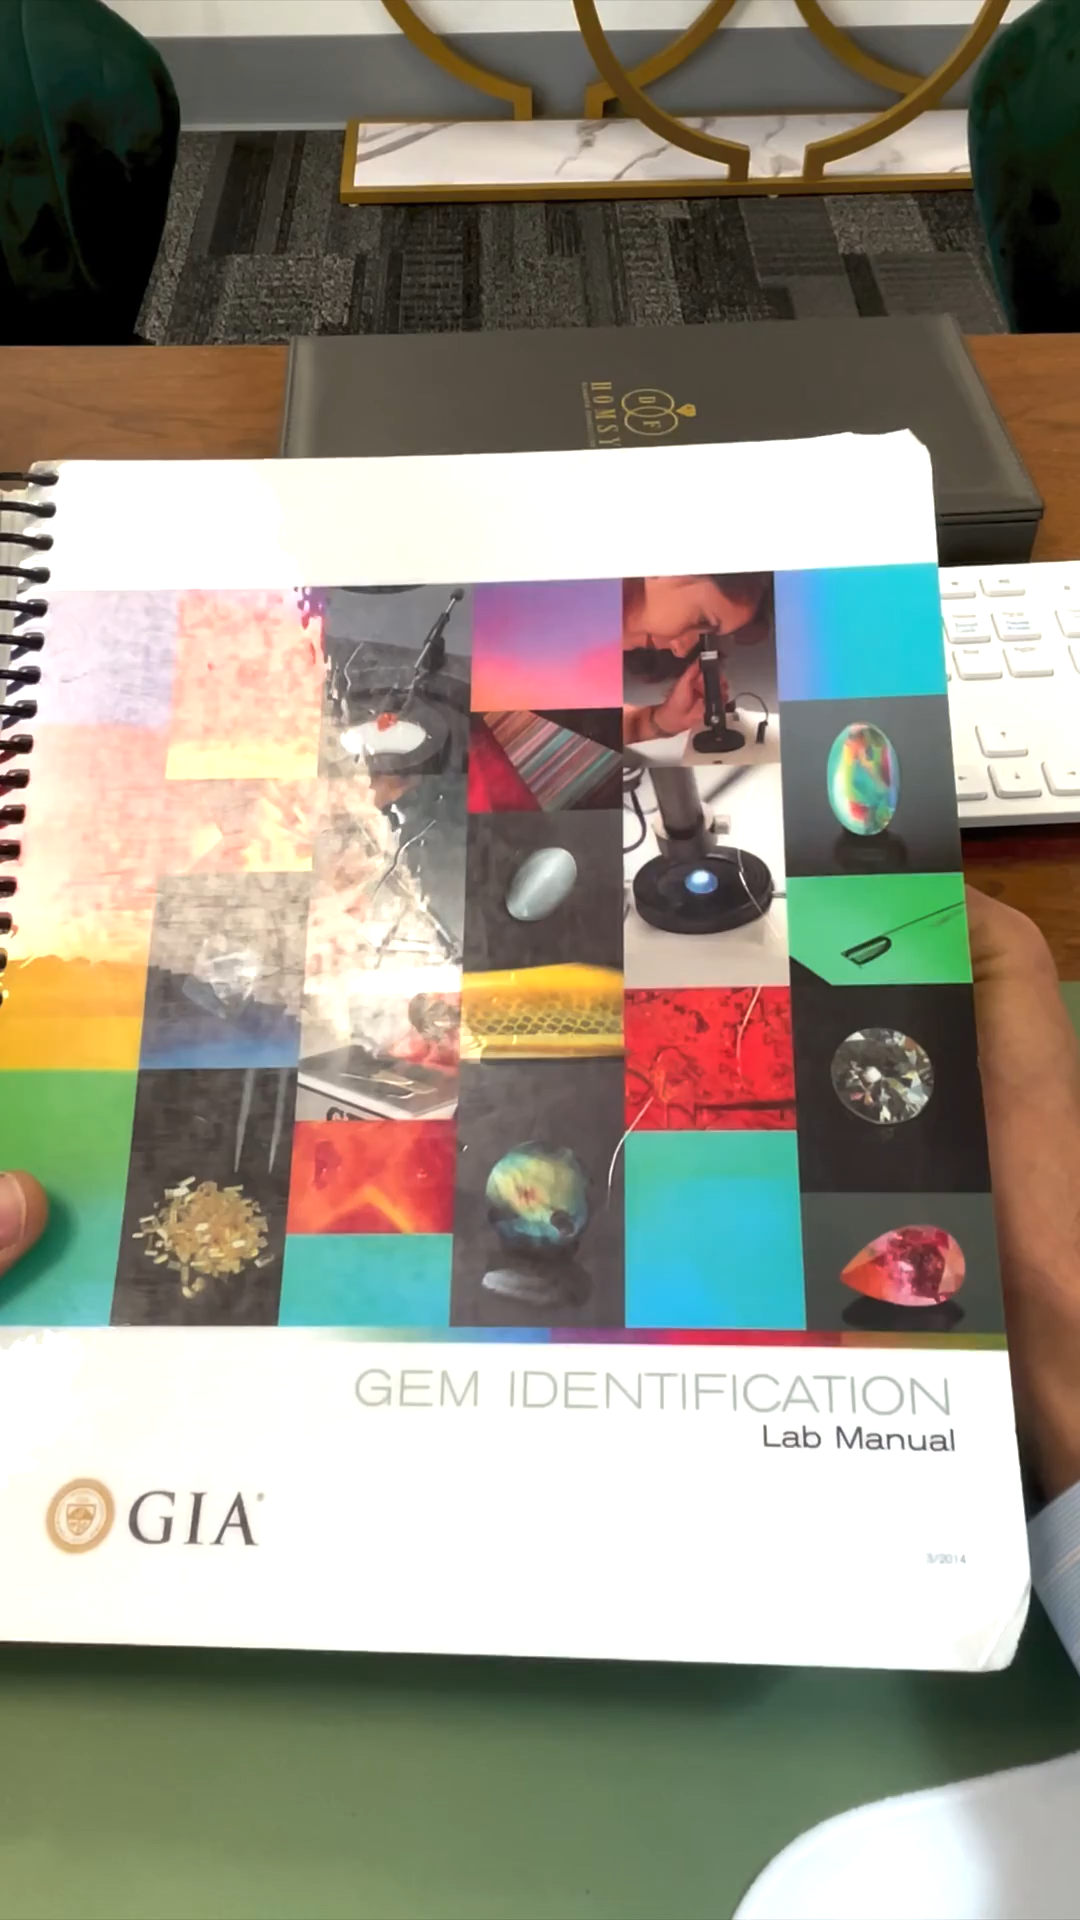 D F
HOMSY
GEM IDENTIFICATION
Lab Manual
GIA
3/2014